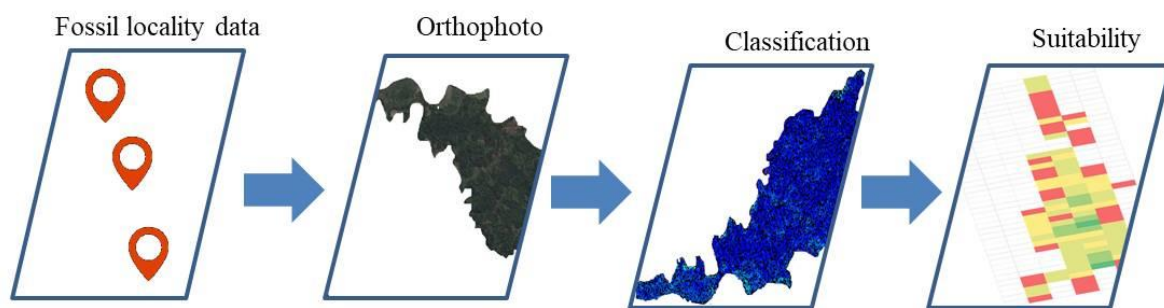 Fossil locality data
Orthophoto
Classification
Suitability